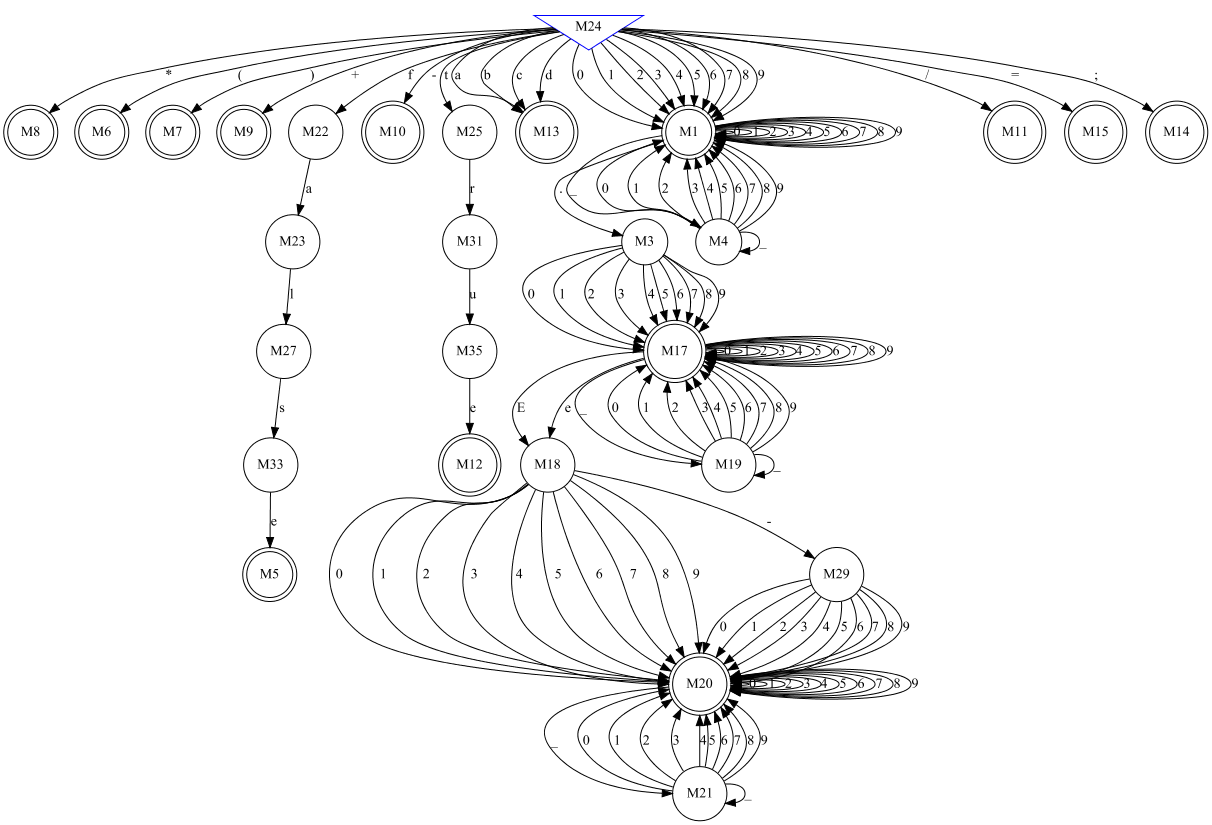 M24
* ( ) + f - t a b c d 0 1 2 3 4 5 6 7 8 9 / = ;
M8 M6 M7 M9 M22 M10 M25 M13 M1 0 1 2 3 4 5 6 7 8 9 M11 M15 M14
a r . _ 0 1 2 3 4 5 6 7 8 9
M23 M31 M3 M4 _
l u 0 1 2 3 4 5 6 7 8 9
M27 M35 M17 0 1 2 3 4 5 6 7 8 9
s e E e _ 0 1 2 3 4 5 6 7 8 9
M33 M12 M18 M19 _
e -
M5 0 1 2 3 4 5 6 7 8 9 M29
0 1 2 3 4 5 6 7 8 9
M20 0 1 2 3 4 5 6 7 8 9
_ 0 1 2 3 4 5 6 7 8 9
M21 _